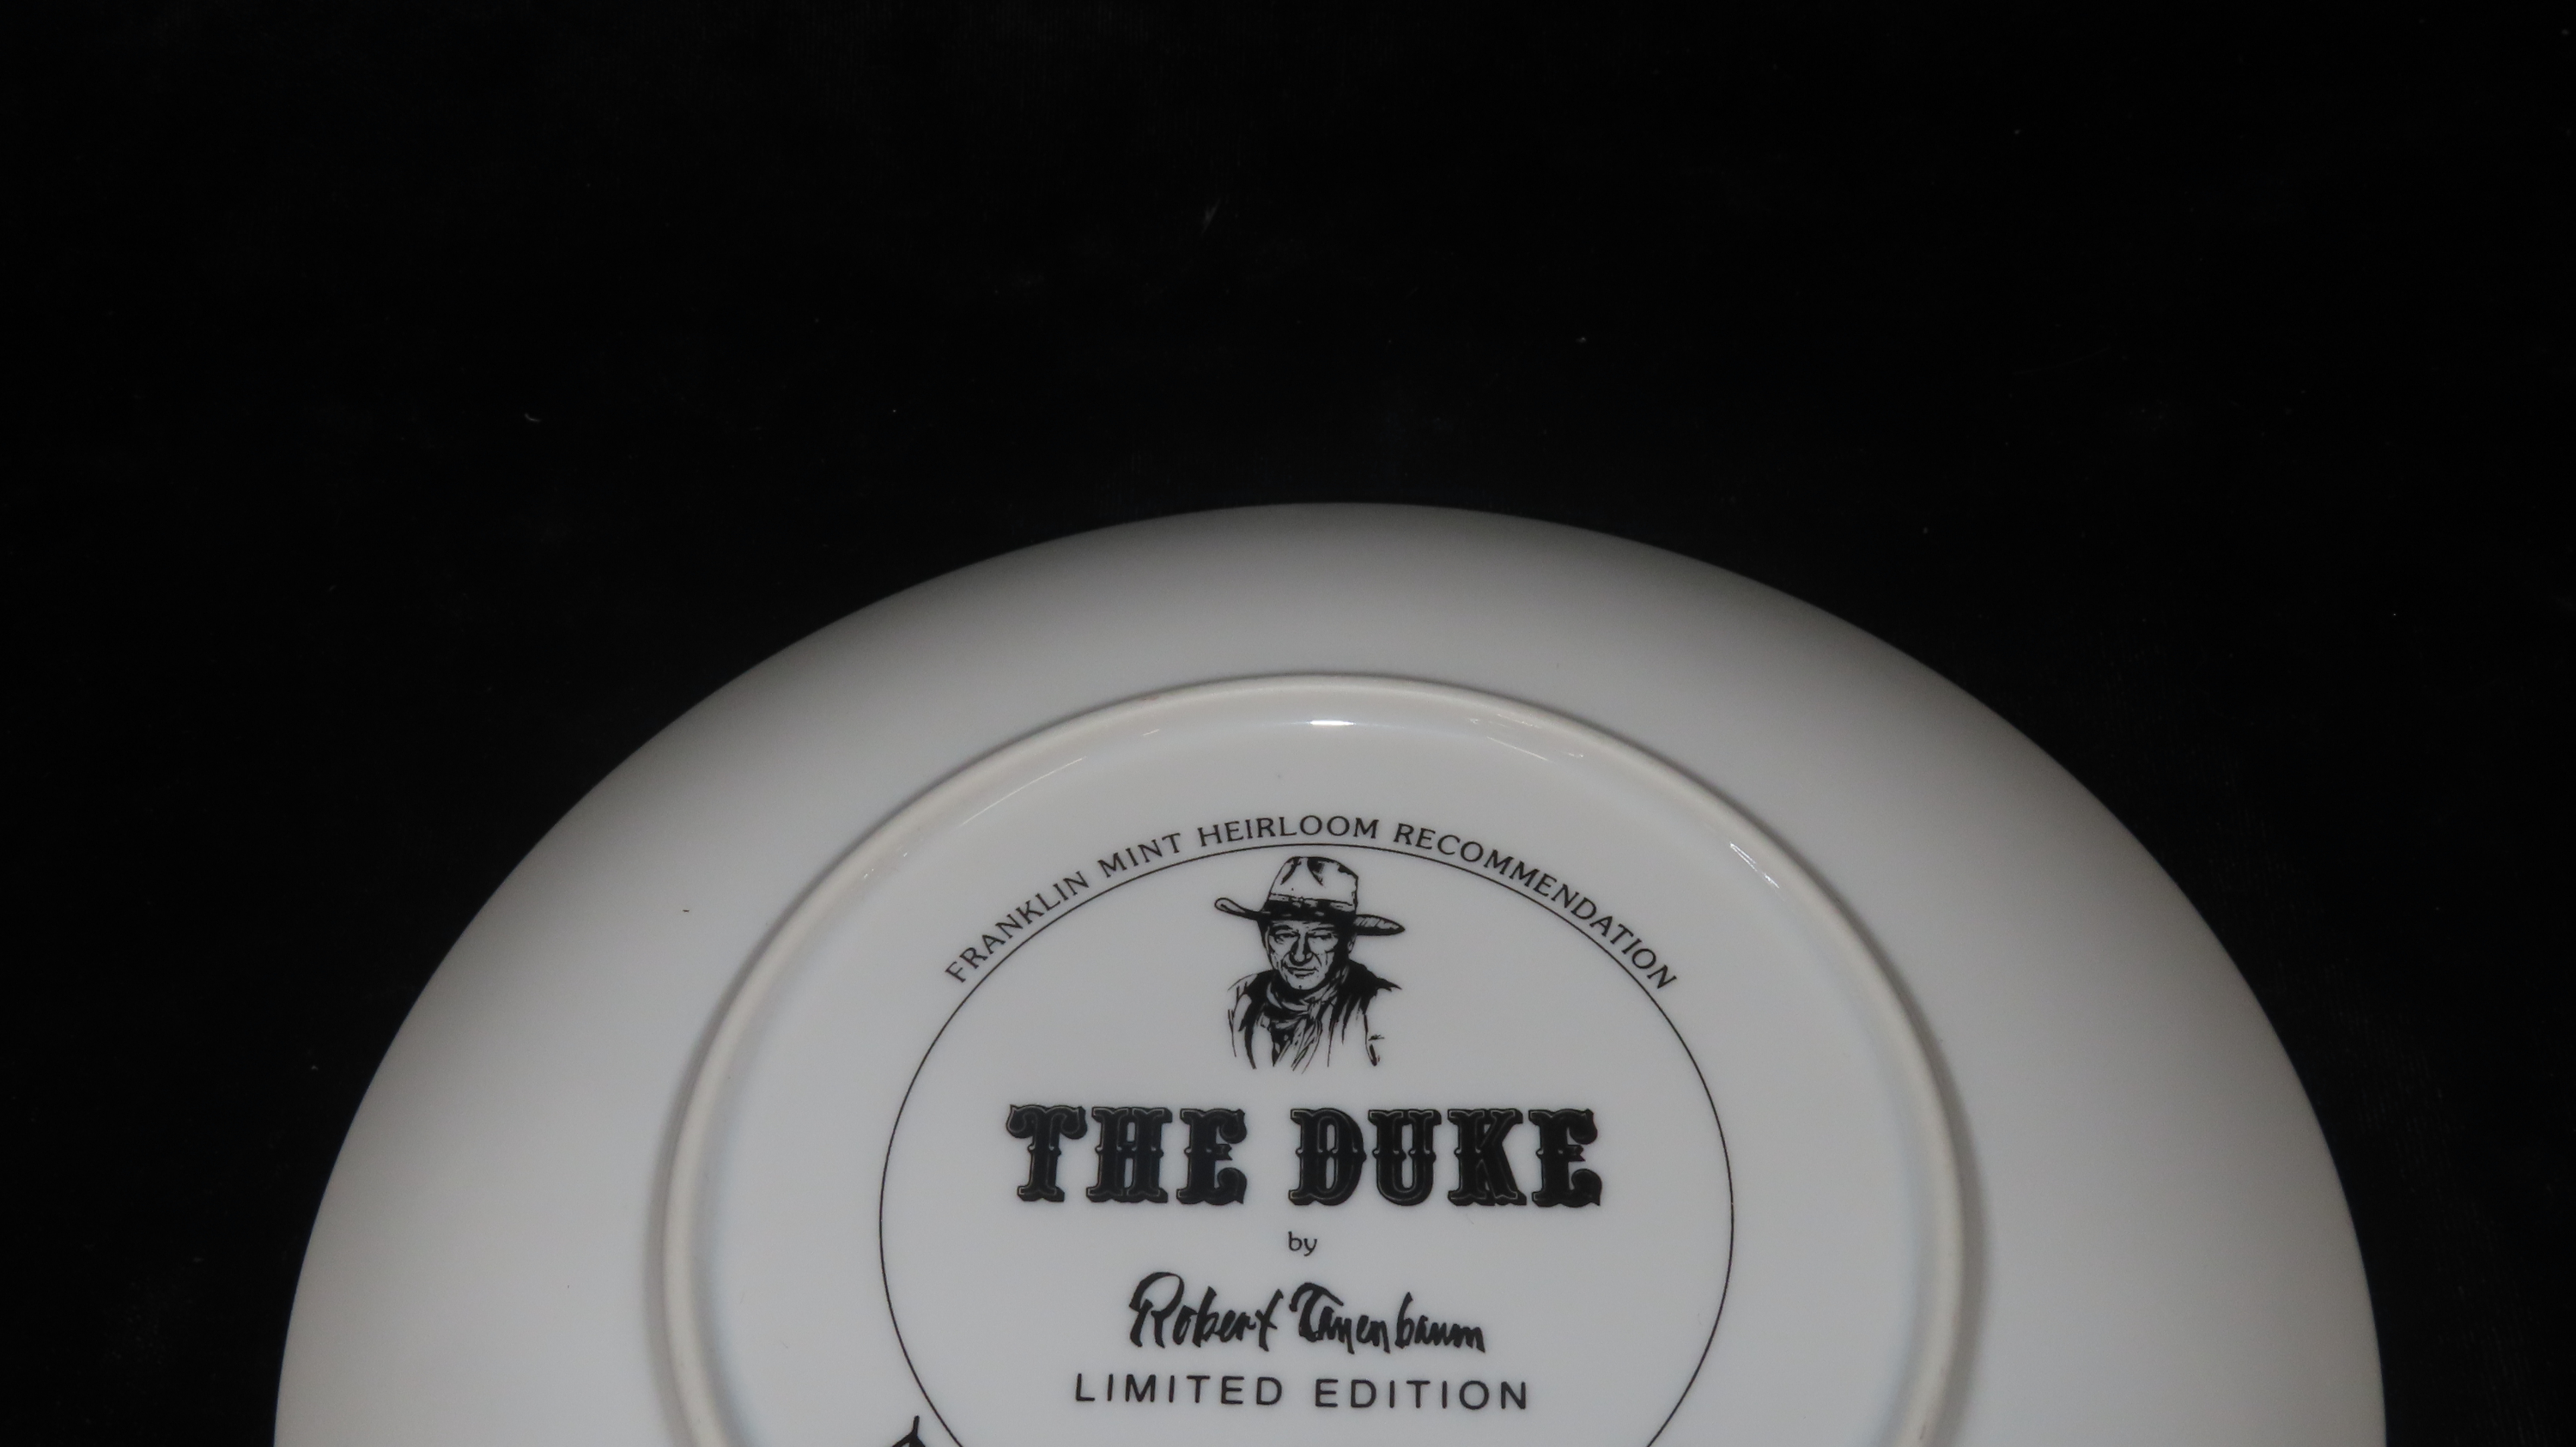 FRANKLIN MINT HEIRLOOM RECOMMENDATION
THE DUKE
by
Robert Tanenbaum
LIMITED EDITION